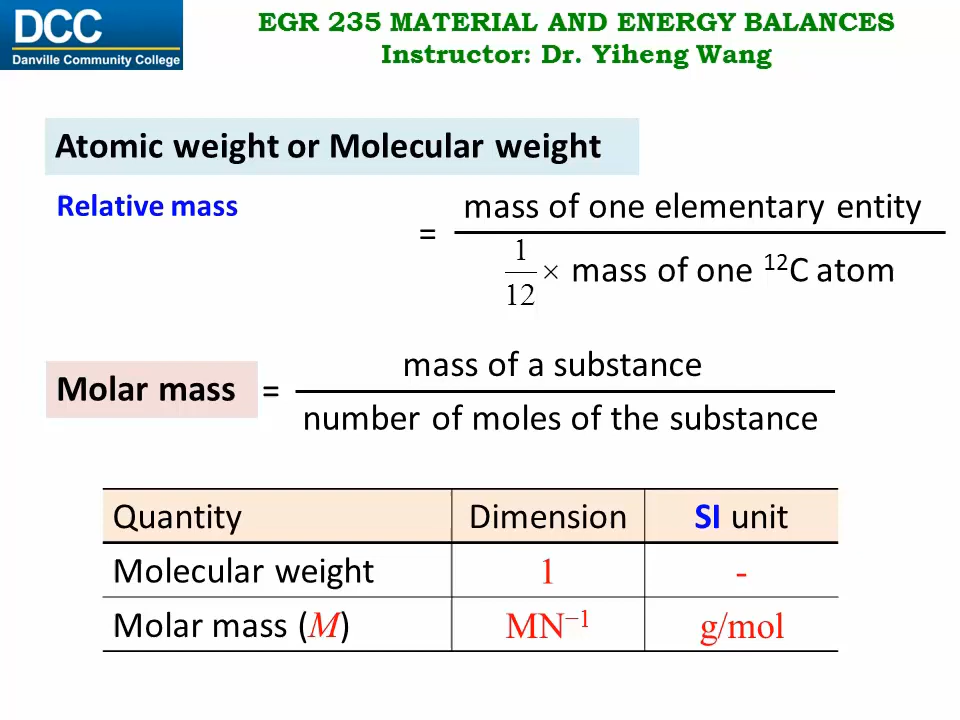 DCC
Danville Community College
EGR 235 MATERIAL AND ENERGY BALANCES
Instructor: Dr. Yiheng Wang
Atomic weight or Molecular weight
Relative mass
= mass of one elementary entity
1/12 × mass of one ¹²C atom
Molar mass = mass of a substance
number of moles of the substance
Quantity Dimension SI unit
Molecular weight 1 -
Molar mass (M) MN⁻¹ g/mol